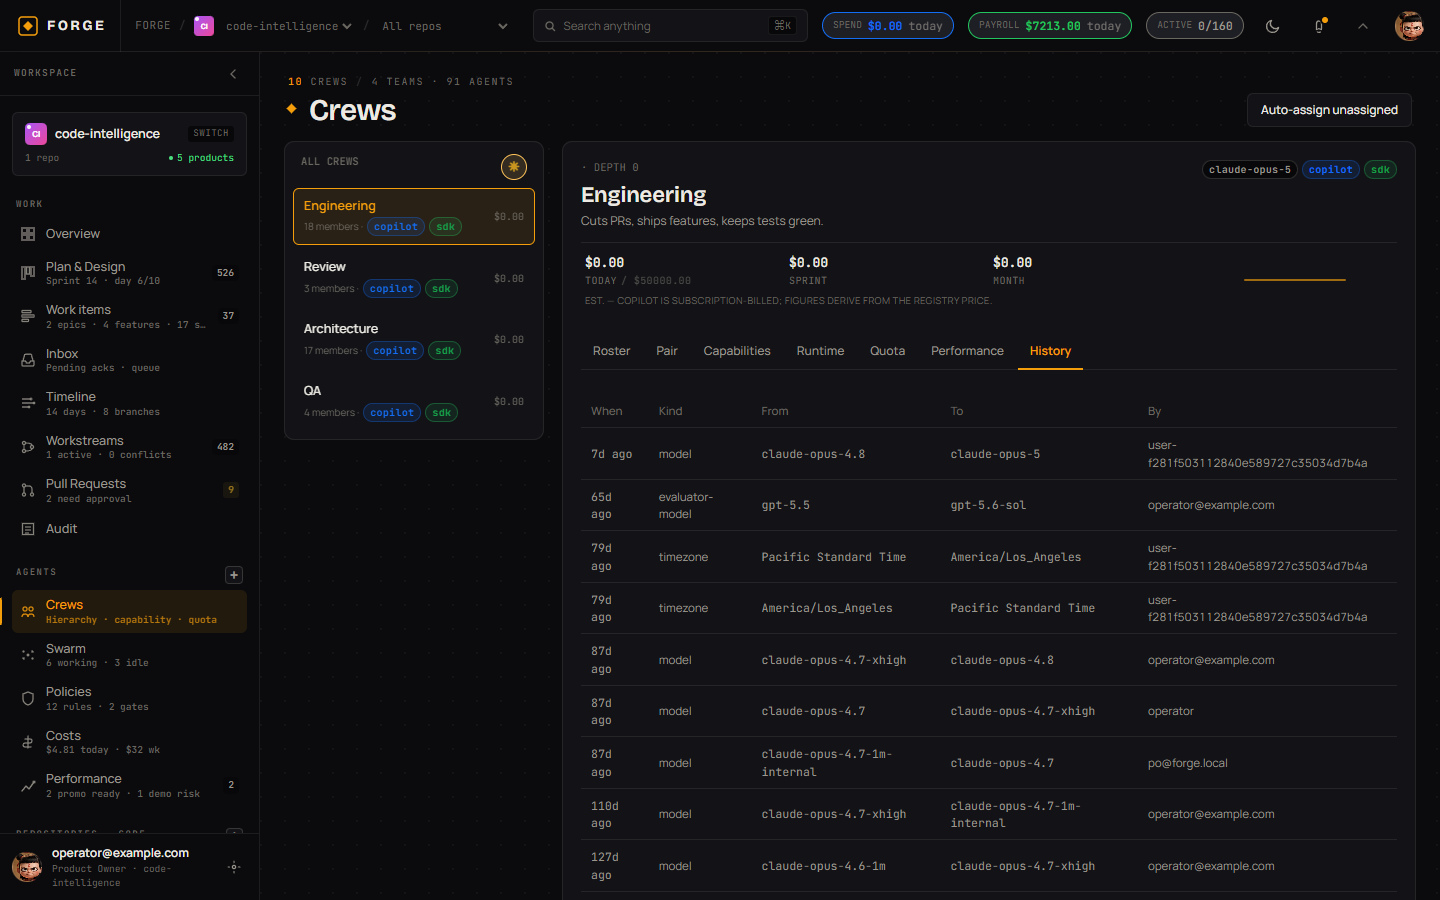 FORGE
FORGE / CI code-intelligence / All repos
Search anything ⌘K
SPEND $0.00 today
PAYROLL $7213.00 today
ACTIVE 0/160
WORKSPACE
CI code-intelligence SWITCH
1 repo 5 products
WORK
Overview
Plan & Design 526
Sprint 14 · day 6/10
Work items 37
2 epics · 4 features · 17 s…
Inbox
Pending acks · queue
Timeline
14 days · 8 branches
Workstreams 482
1 active · 0 conflicts
Pull Requests 9
2 need approval
Audit
AGENTS +
Crews
Hierarchy · capability · quota
Swarm
6 working · 3 idle
Policies
12 rules · 2 gates
Costs
$4.81 today · $32 wk
Performance 2
2 promo ready · 1 demo risk
operator@example.com
Product Owner · code-
intelligence
10 CREWS / 4 TEAMS · 91 AGENTS
Crews
Auto-assign unassigned
ALL CREWS
Engineering $0.00
18 members · copilot sdk
Review $0.00
3 members · copilot sdk
Architecture $0.00
17 members · copilot sdk
QA $0.00
4 members · copilot sdk
· DEPTH 0
claude-opus-5 copilot sdk
Engineering
Cuts PRs, ships features, keeps tests green.
$0.00 $0.00 $0.00
TODAY / $50000.00 SPRINT MONTH
EST. — COPILOT IS SUBSCRIPTION-BILLED; FIGURES DERIVE FROM THE REGISTRY PRICE.
Roster Pair Capabilities Runtime Quota Performance History
When Kind From To By
7d ago model claude-opus-4.8 claude-opus-5 user-
f281f503112840e589727c35034d7b4a
65d
ago evaluator-
model gpt-5.5 gpt-5.6-sol operator@example.com
79d
ago timezone Pacific Standard Time America/Los_Angeles user-
f281f503112840e589727c35034d7b4a
79d
ago timezone America/Los_Angeles Pacific Standard Time user-
f281f503112840e589727c35034d7b4a
87d
ago model claude-opus-4.7-xhigh claude-opus-4.8 operator@example.com
87d
ago model claude-opus-4.7 claude-opus-4.7-xhigh operator
87d
ago model claude-opus-4.7-1m-
internal claude-opus-4.7 po@forge.local
110d
ago model claude-opus-4.7-xhigh claude-opus-4.7-1m-
internal operator@example.com
127d
ago model claude-opus-4.6-1m claude-opus-4.7-xhigh operator@example.com